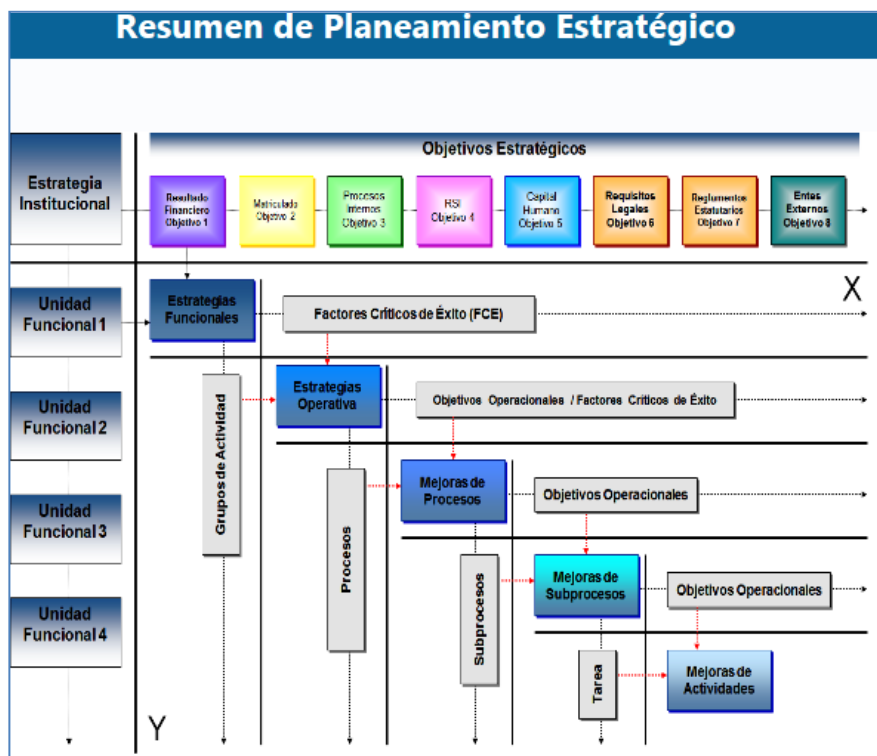 Resumen de Planeamiento Estratégico
Objetivos Estratégicos
Estrategia
Institucional
Resultado
Financiero
Objetivo 1
Matriculado
Objetivo 2
Procesos
Internos
Objetivo 3
RSI
Objetivo 4
Capital
Humano
Objetivo 5
Requisitos
Legales
Objetivo 6
Reglamentos
Estatutarios
Objetivo 7
Entes
Externos
Objetivo 8
X
Unidad
Funcional 1
Estrategias
Funcionales
Factores Críticos de Éxito (FCE)
Unidad
Funcional 2
Grupos de Actividad
Estrategias
Operativa
Objetivos Operacionales / Factores Críticos de Éxito
Unidad
Funcional 3
Procesos
Mejoras de
Procesos
Objetivos Operacionales
Unidad
Funcional 4
Subprocesos
Mejoras de
Subprocesos
Objetivos Operacionales
Tarea
Mejoras de
Actividades
Y